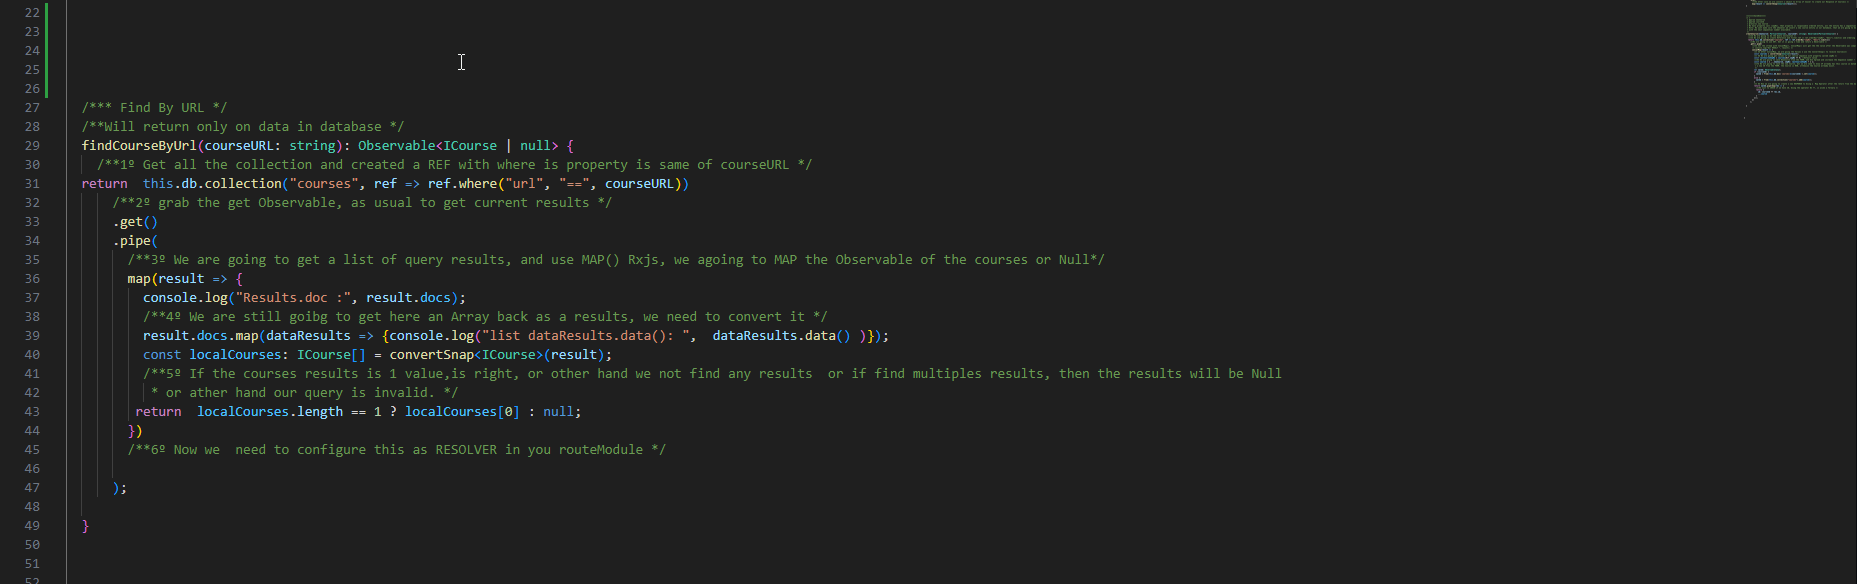 22
23
24
25
26
27 /*** Find By URL */
28 /**Will return only on data in database */
29 findCourseByUrl(courseURL: string): Observable<ICourse | null> {
30 /**1º Get all the collection and created a REF with where is property is same of courseURL */
31 return  this.db.collection("courses", ref => ref.where("url", "==", courseURL))
32 /**2º grab the get Observable, as usual to get current results */
33 .get()
34 .pipe(
35 /**3º We are going to get a list of query results, and use MAP() Rxjs, we agoing to MAP the Observable of the courses or Null*/
36 map(result => {
37 console.log("Results.doc :", result.docs);
38 /**4º We are still goibg to get here an Array back as a results, we need to convert it */
39 result.docs.map(dataResults => {console.log("list dataResults.data(): ",  dataResults.data() )});
40 const localCourses: ICourse[] = convertSnap<ICourse>(result);
41 /**5º If the courses results is 1 value,is right, or other hand we not find any results  or if find multiples results, then the results will be Null
42 * or ather hand our query is invalid. */
43 return  localCourses.length == 1 ? localCourses[0] : null;
44 })
45 /**6º Now we  need to configure this as RESOLVER in you routeModule */
46
47 );
48
49 }
50
51
52